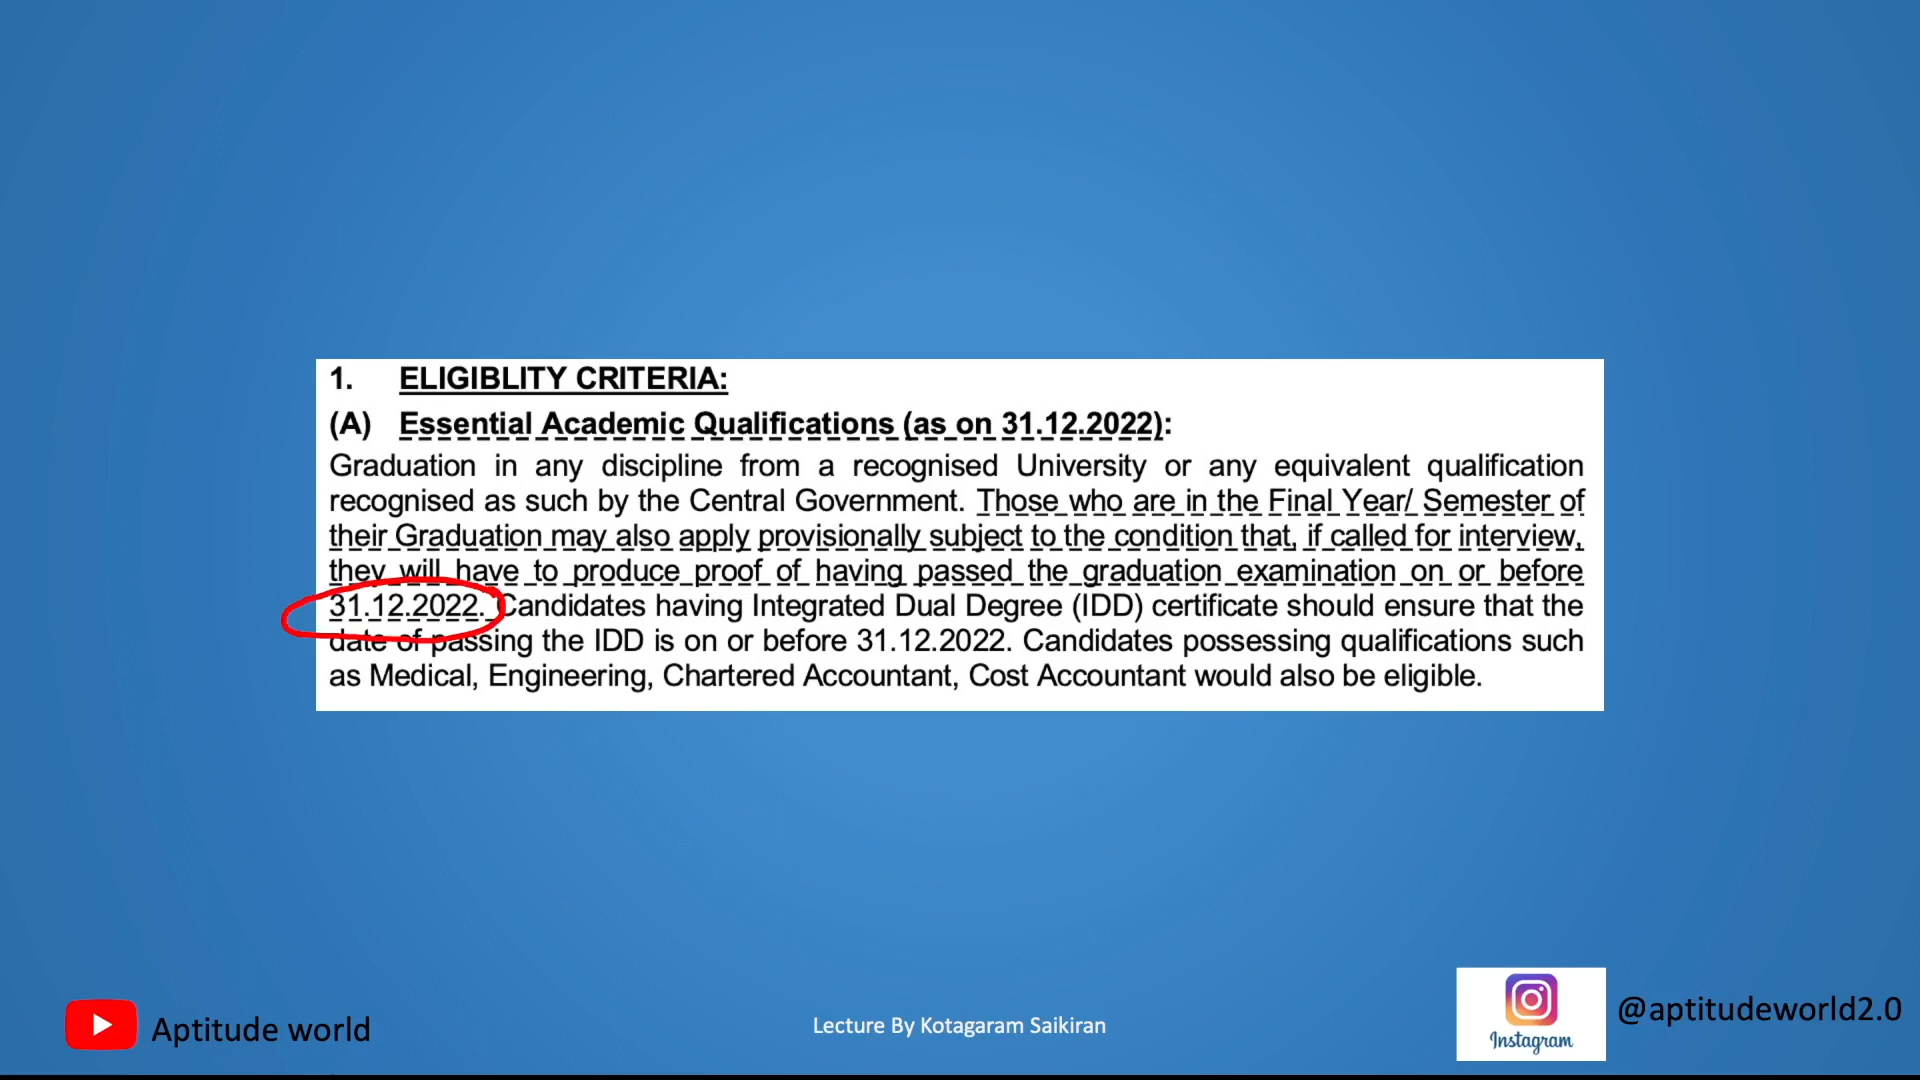 1. ELIGIBLITY CRITERIA:
(A) Essential Academic Qualifications (as on 31.12.2022):
Graduation in any discipline from a recognised University or any equivalent qualification
recognised as such by the Central Government. Those who are in the Final Year/ Semester of
their Graduation may also apply provisionally subject to the condition that, if called for interview,
they will have to produce proof of having passed the graduation examination on or before
31.12.2022. Candidates having Integrated Dual Degree (IDD) certificate should ensure that the
date of passing the IDD is on or before 31.12.2022. Candidates possessing qualifications such
as Medical, Engineering, Chartered Accountant, Cost Accountant would also be eligible.
Aptitude world
Lecture By Kotagaram Saikiran
Instagram
@aptitudeworld2.0